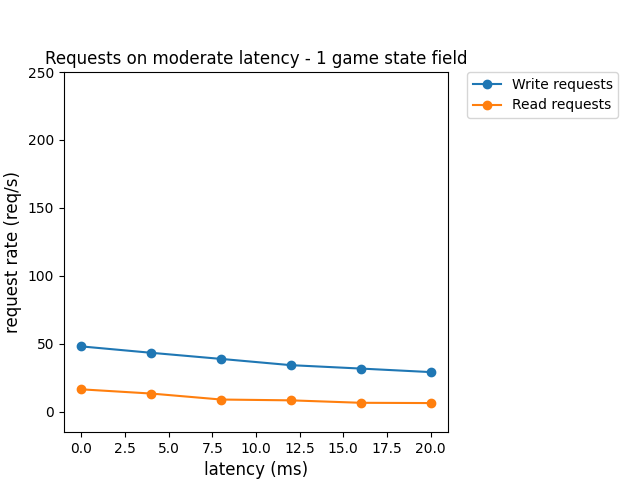 Requests on moderate latency - 1 game state field
Write requests
Read requests
request rate (req/s)
250
200
150
100
50
0
0.0 2.5 5.0 7.5 10.0 12.5 15.0 17.5 20.0
latency (ms)